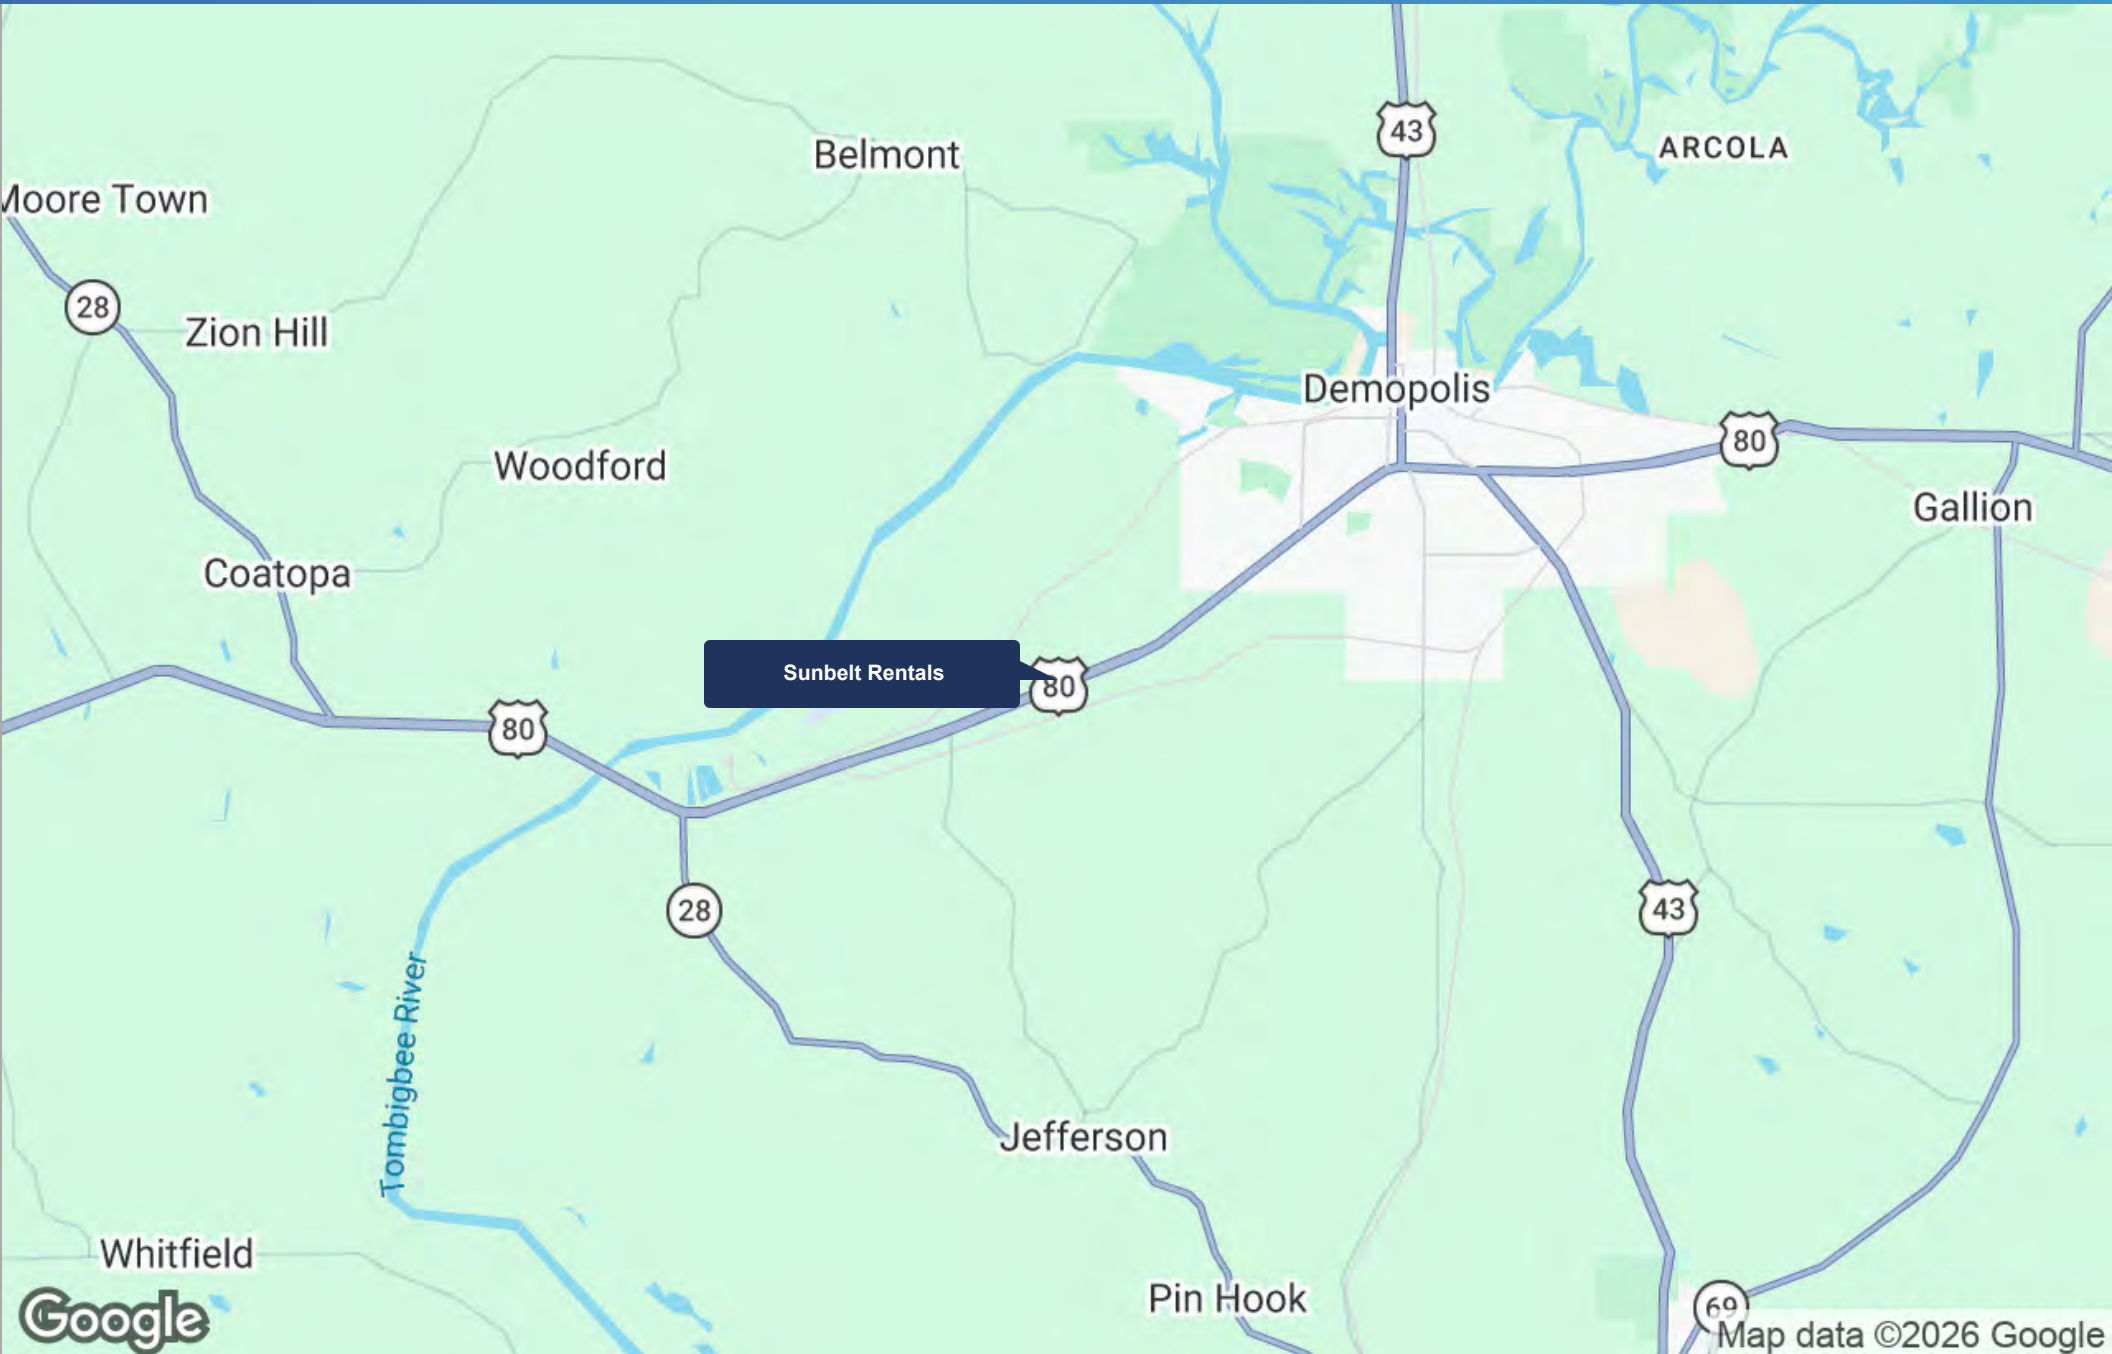 43
ARCOLA
Belmont
Moore Town
28
Zion Hill
Demopolis
80
Woodford
Gallion
Coatopa
Sunbelt Rentals
80
80
28
43
Tombigbee River
Jefferson
Whitfield
Pin Hook
69
Google
Map data ©2026 Google